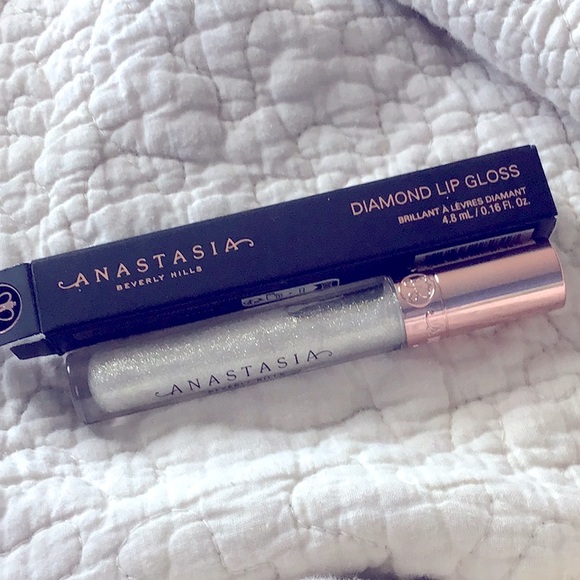 DIAMOND LIP GLOSS
BRILLANT À LÈVRES DIAMANT
4.8 mL / 0.16 Fl. Oz.
ANASTASIA
BEVERLY HILLS
ANASTASIA
BEVERLY HILLS